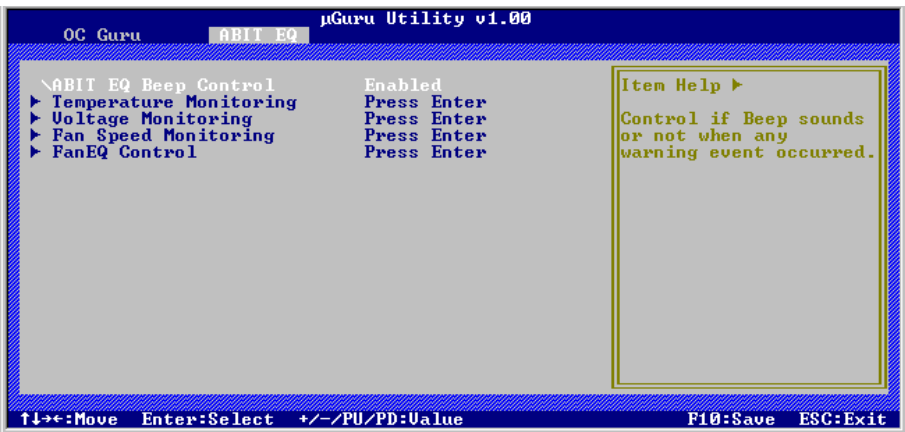 µGuru Utility v1.00
OC Guru ABIT EQ
\ABIT EQ Beep Control Enabled
► Temperature Monitoring Press Enter
► Voltage Monitoring Press Enter
► Fan Speed Monitoring Press Enter
► FanEQ Control Press Enter
Item Help ►
Control if Beep sounds
or not when any
warning event occurred.
↑↓→←:Move Enter:Select +/-/PU/PD:Value F10:Save ESC:Exit